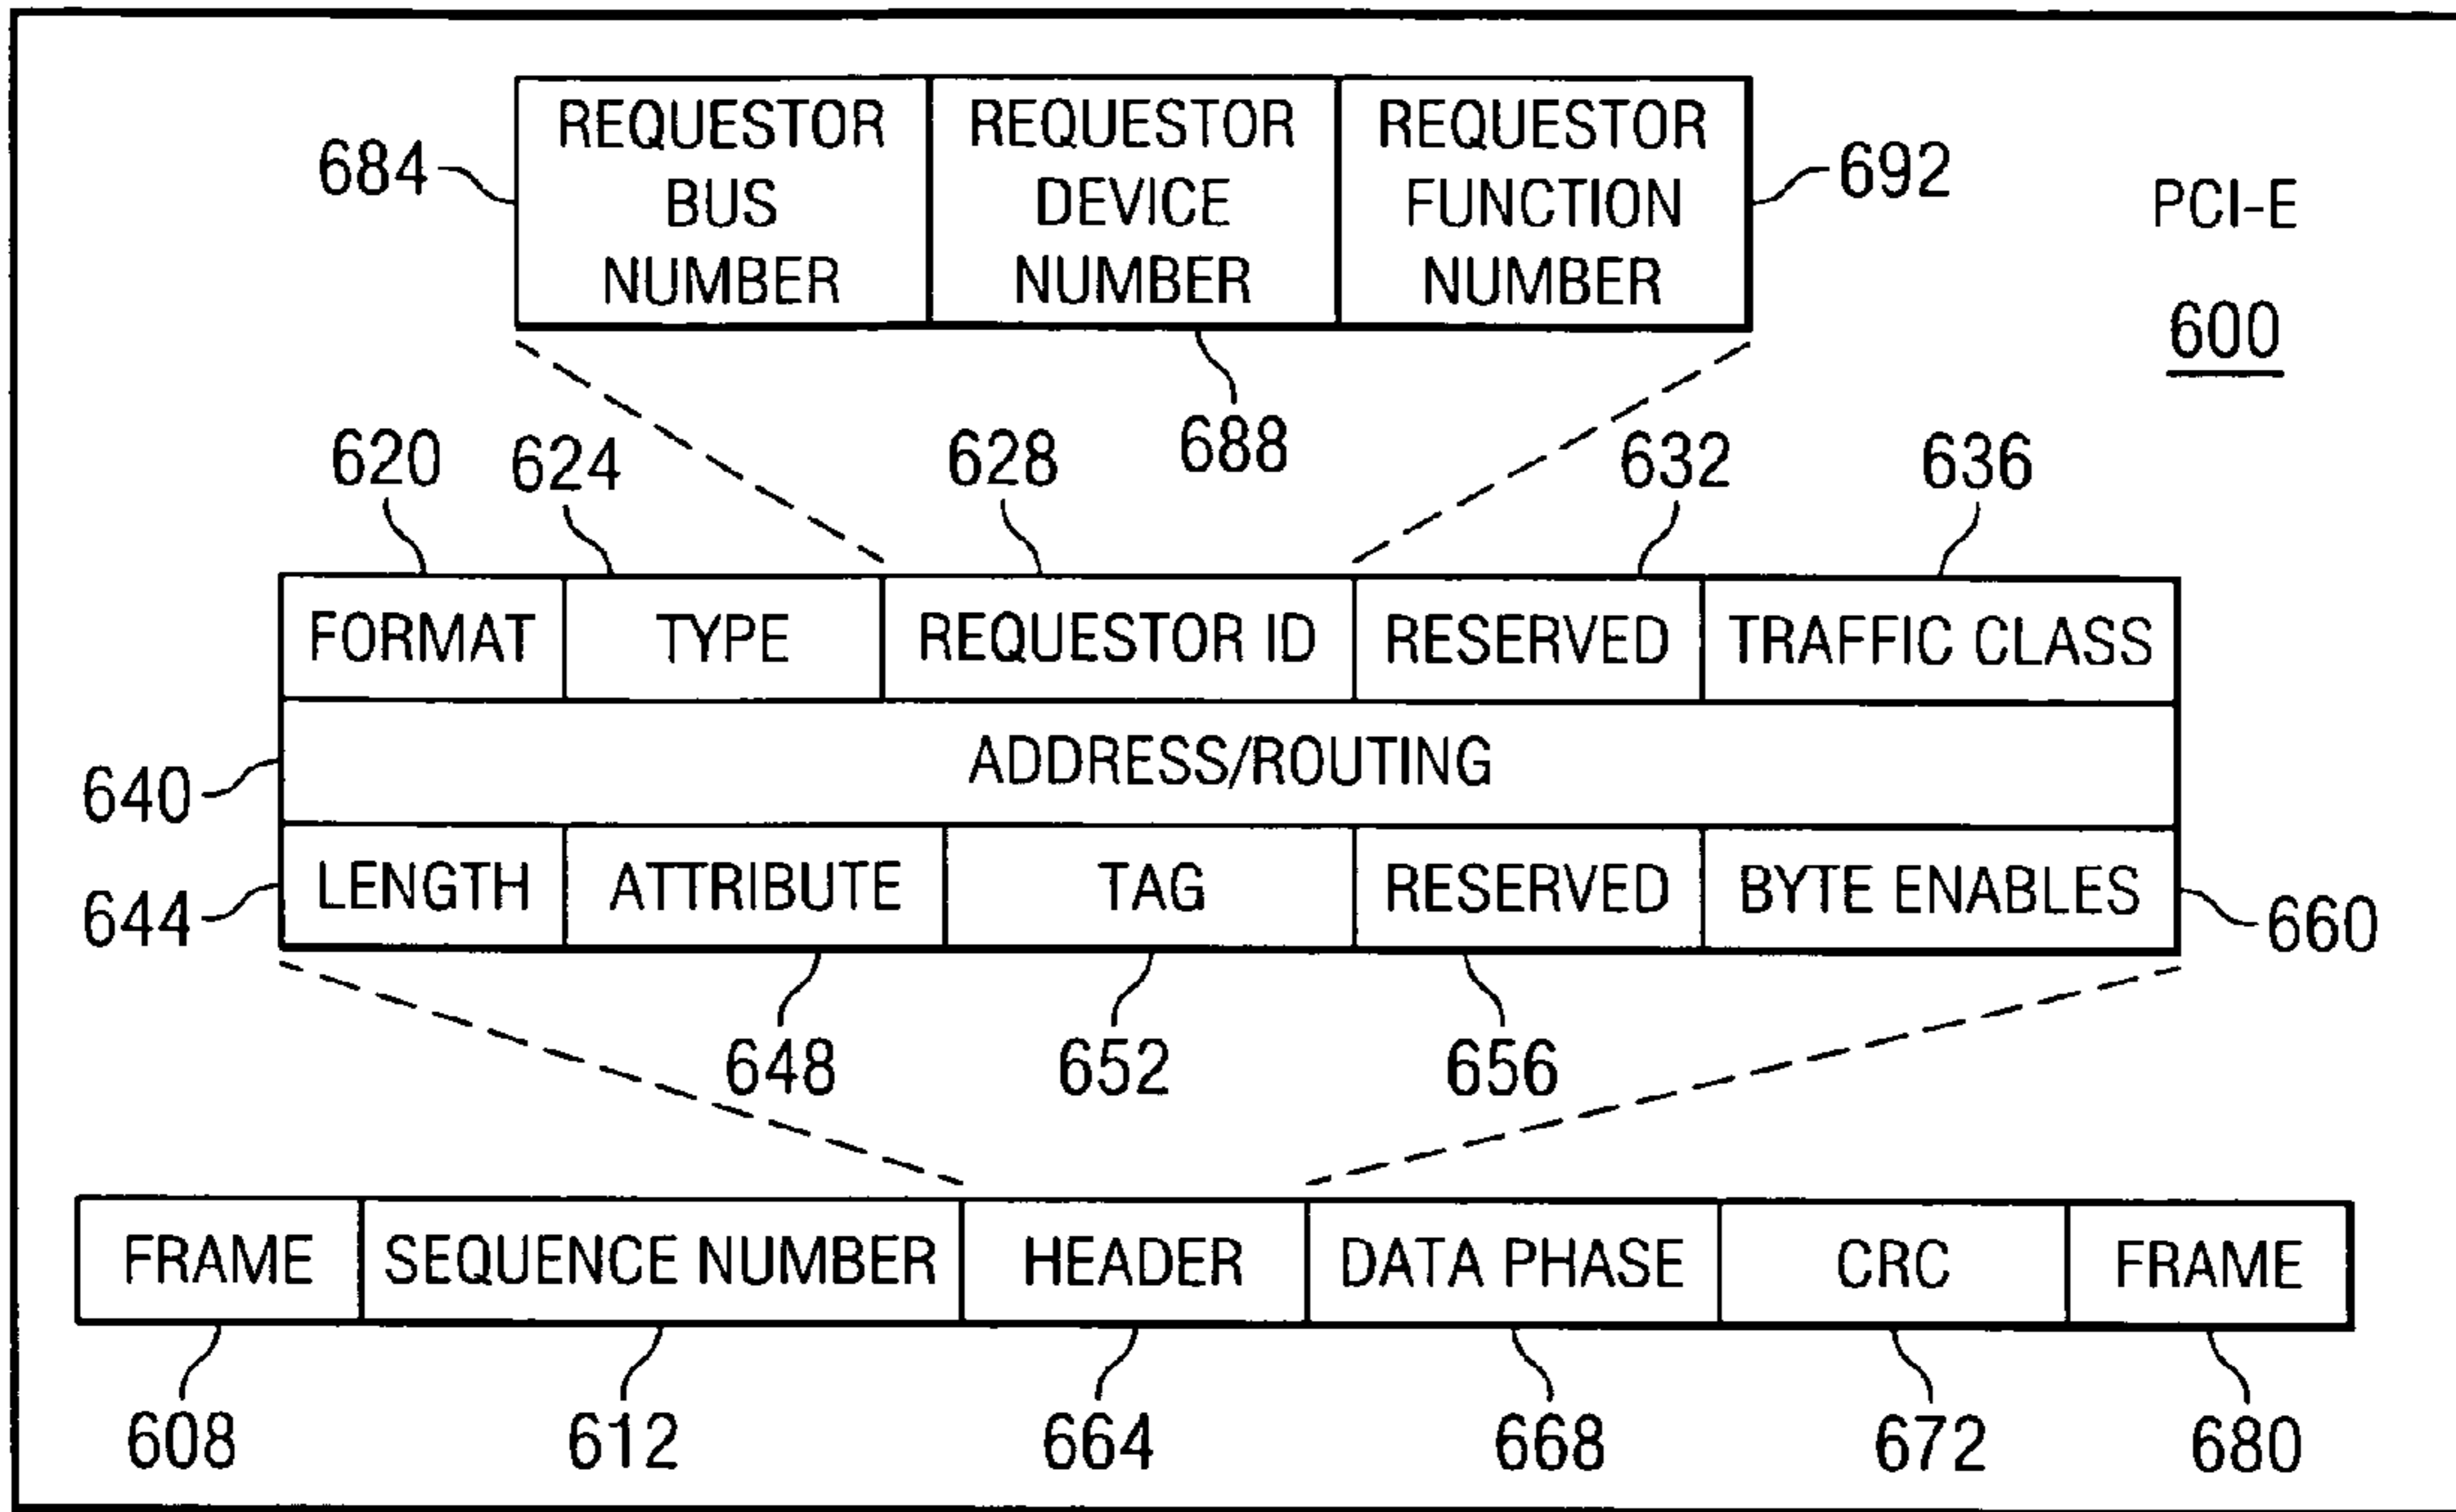 REQUESTOR BUS NUMBER
REQUESTOR DEVICE NUMBER
REQUESTOR FUNCTION NUMBER
684
692
PCI-E
600
688
620
624
628
632
636
FORMAT
TYPE
REQUESTOR ID
RESERVED
TRAFFIC CLASS
640
ADDRESS/ROUTING
644
LENGTH
ATTRIBUTE
TAG
RESERVED
BYTE ENABLES
660
648
652
656
FRAME
SEQUENCE NUMBER
HEADER
DATA PHASE
CRC
FRAME
608
612
664
668
672
680